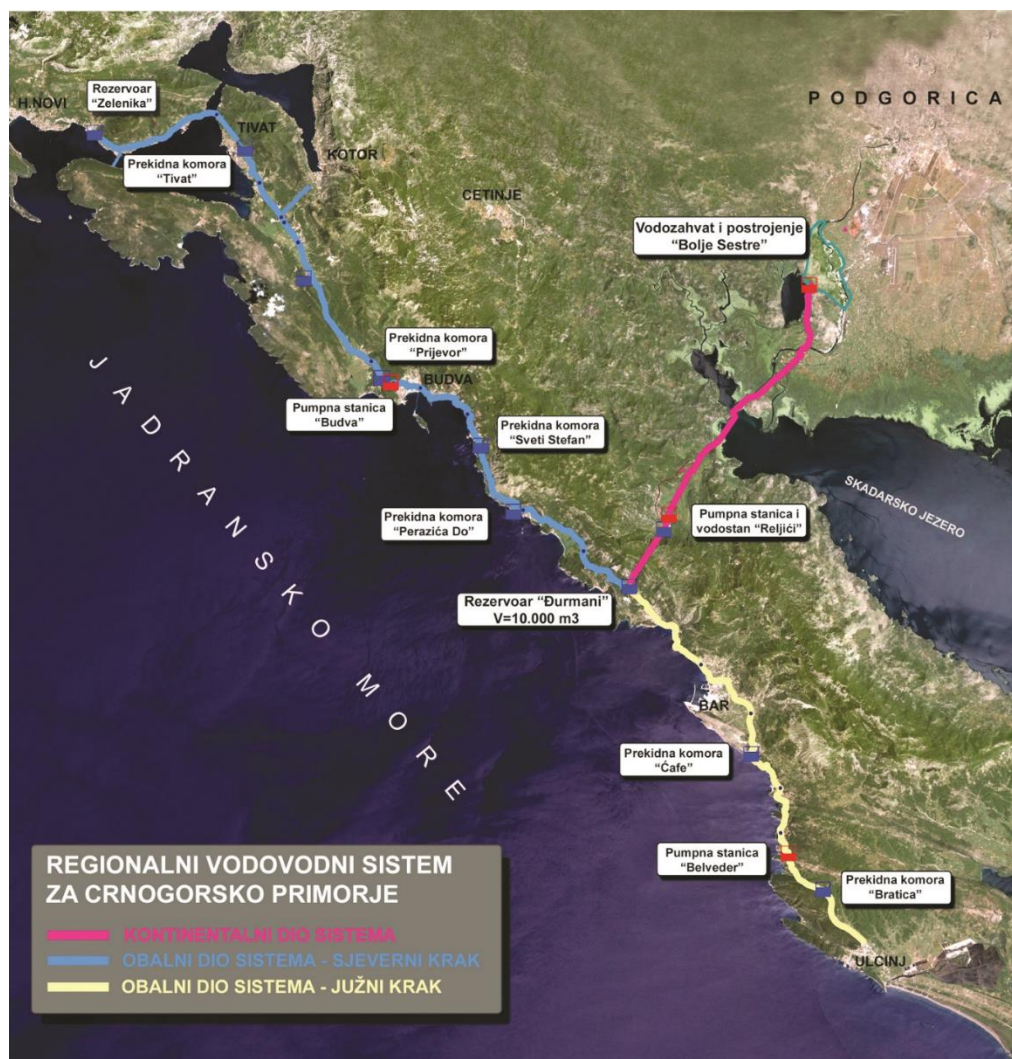 PODGORICA
Rezervoar
“Zelenika”
H.NOVI
TIVAT
KOTOR
Prekidna komora
“Tivat”
CETINJE
Vodozahvat i postrojenje
“Bolje Sestre”
Prekidna komora
“Prijevor”
BUDVA
Pumpna stanica
“Budva”
Prekidna komora
“Sveti Stefan”
SKADARSKO JEZERO
Prekidna komora
“Perazića Do”
Pumpna stanica i
vodostan “Reljići”
Rezervoar “Đurmani”
V=10.000 m3
JADRANSKO MORE
BAR
Prekidna komora
“Ćafe”
Pumpna stanica
“Belveder”
Prekidna komora
“Bratica”
ULCINJ
REGIONALNI VODOVODNI SISTEM
ZA CRNOGORSKO PRIMORJE
KONTINENTALNI DIO SISTEMA
OBALNI DIO SISTEMA - SJEVERNI KRAK
OBALNI DIO SISTEMA - JUŽNI KRAK